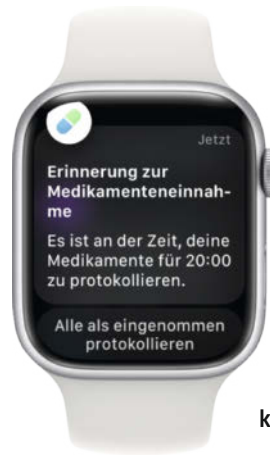 Jetzt
Erinnerung zur
Medikamenteneinnah-
me
Es ist an der Zeit, deine
Medikamente für 20:00
zu protokollieren.
Alle als eingenommen
protokollieren
k